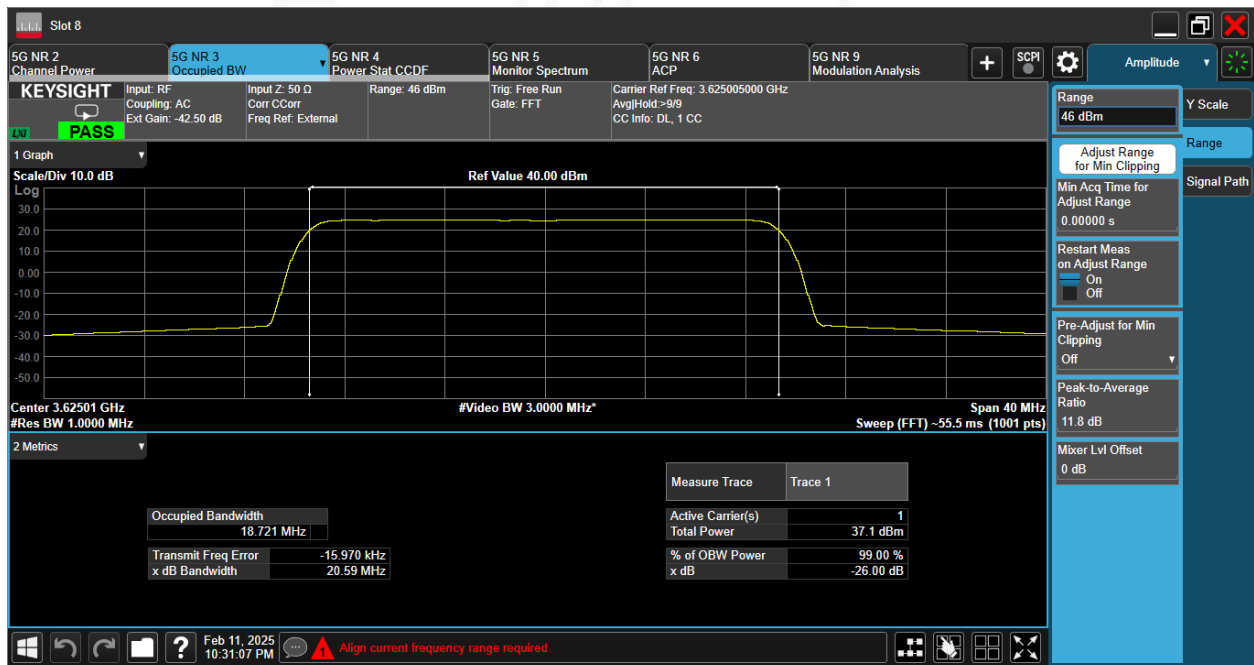 Slot 8
5G NR 2
Channel Power
5G NR 3
Occupied BW
5G NR 4
Power Stat CCDF
5G NR 5
Monitor Spectrum
5G NR 6
ACP
5G NR 9
Modulation Analysis
SCPI
Amplitude
KEYSIGHT
LXI
PASS
Input: RF
Coupling: AC
Ext Gain: -42.50 dB
Input Z: 50 Ω
Corr CCorr
Freq Ref: External
Range: 46 dBm
Trig: Free Run
Gate: FFT
Carrier Ref Freq: 3.625005000 GHz
Avg|Hold:>9/9
CC Info: DL, 1 CC
1 Graph
Scale/Div 10.0 dB
Ref Value 40.00 dBm
Log
30.0
20.0
10.0
0.00
-10.0
-20.0
-30.0
-40.0
-50.0
Center 3.62501 GHz
#Video BW 3.0000 MHz*
Span 40 MHz
#Res BW 1.0000 MHz
Sweep (FFT) ~55.5 ms (1001 pts)
2 Metrics
Measure Trace
Trace 1
Occupied Bandwidth
18.721 MHz
Active Carrier(s)
1
Total Power
37.1 dBm
Transmit Freq Error
-15.970 kHz
% of OBW Power
99.00 %
x dB Bandwidth
20.59 MHz
x dB
-26.00 dB
Range
46 dBm
Adjust Range
for Min Clipping
Min Acq Time for
Adjust Range
0.00000 s
Restart Meas
on Adjust Range
On
Off
Pre-Adjust for Min
Clipping
Off
Peak-to-Average
Ratio
11.8 dB
Mixer Lvl Offset
0 dB
Y Scale
Range
Signal Path
?
Feb 11, 2025
10:31:07 PM
1
Align current frequency range required